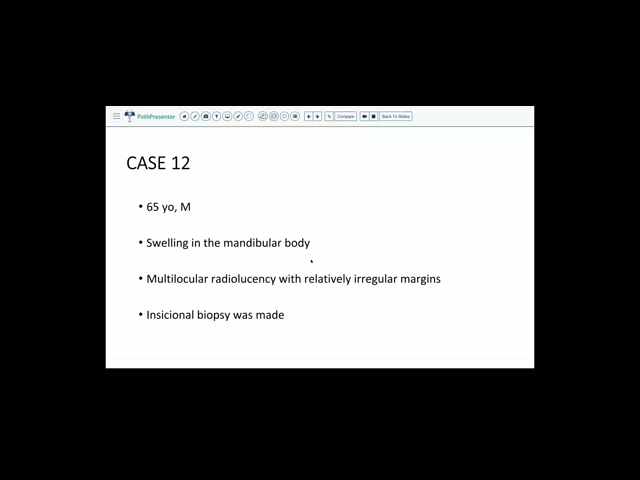 PathPresenter
Compare
Back To Slides
CASE 12
• 65 yo, M
• Swelling in the mandibular body
• Multilocular radiolucency with relatively irregular margins
• Insicional biopsy was made